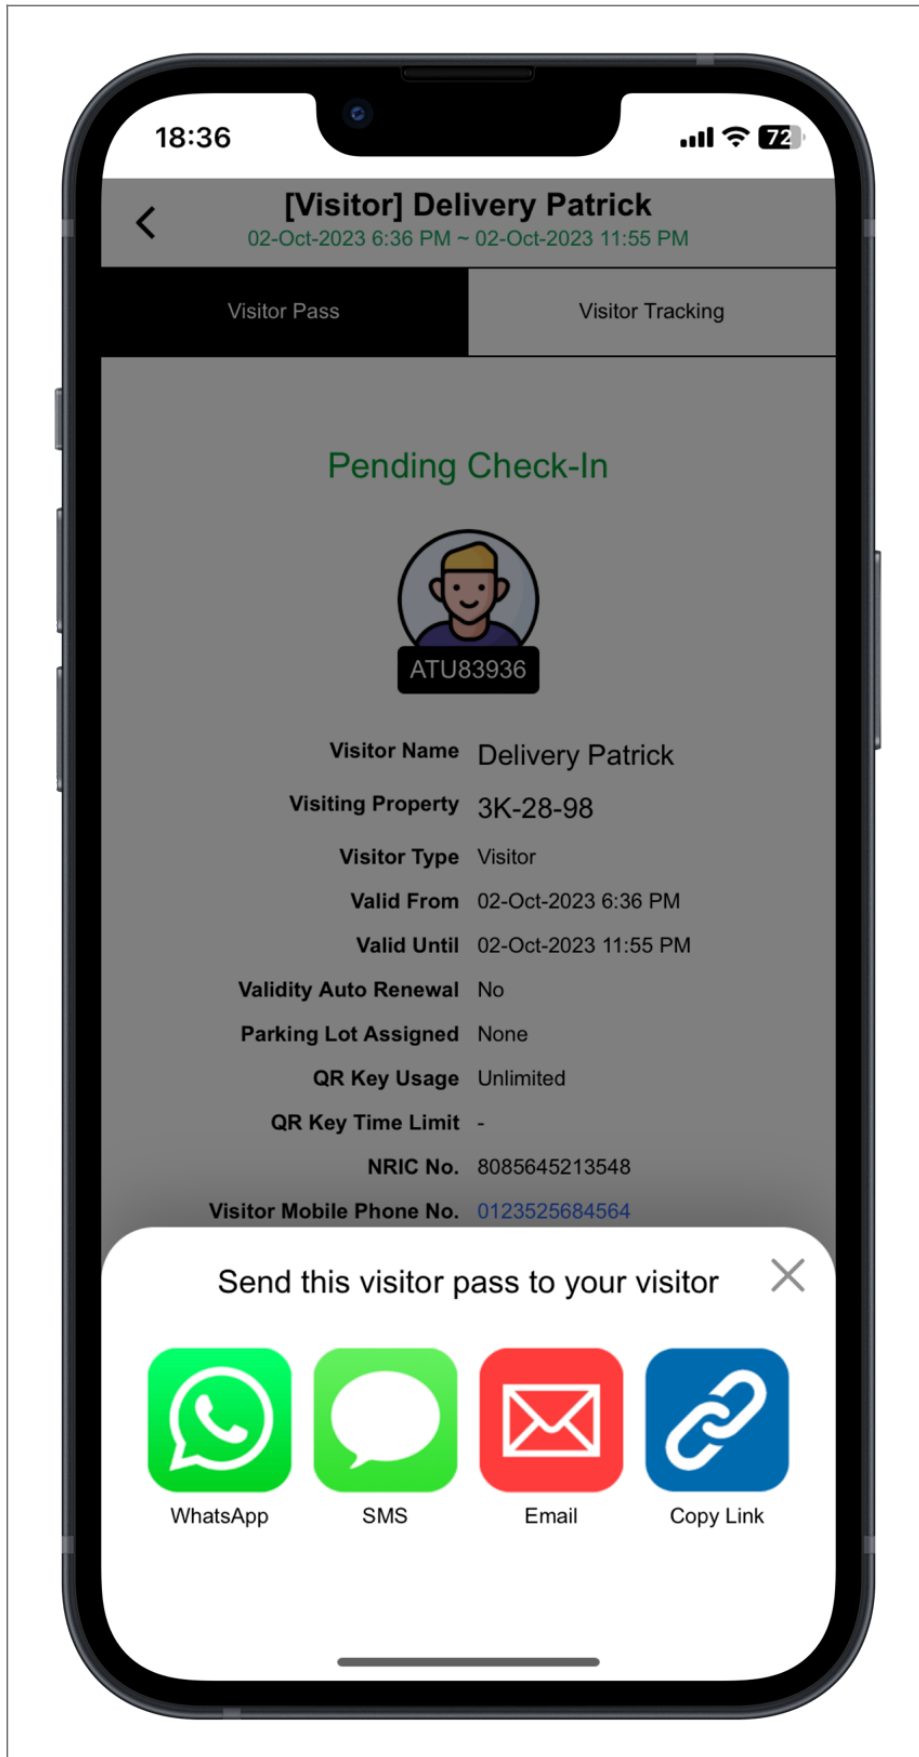 18:36
72
[Visitor] Delivery Patrick
02-Oct-2023 6:36 PM ~ 02-Oct-2023 11:55 PM
Visitor Pass
Visitor Tracking
Pending Check-In
ATU83936
Visitor Name Delivery Patrick
Visiting Property 3K-28-98
Visitor Type Visitor
Valid From 02-Oct-2023 6:36 PM
Valid Until 02-Oct-2023 11:55 PM
Validity Auto Renewal No
Parking Lot Assigned None
QR Key Usage Unlimited
QR Key Time Limit -
NRIC No. 8085645213548
Visitor Mobile Phone No. 0123525684564
Send this visitor pass to your visitor
WhatsApp
SMS
Email
Copy Link